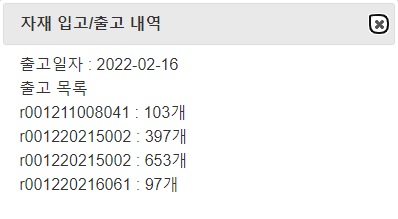 자재 입고/출고 내역
출고일자 : 2022-02-16
출고 목록
r001211008041 : 103개
r001220215002 : 397개
r001220215002 : 653개
r001220216061 : 97개